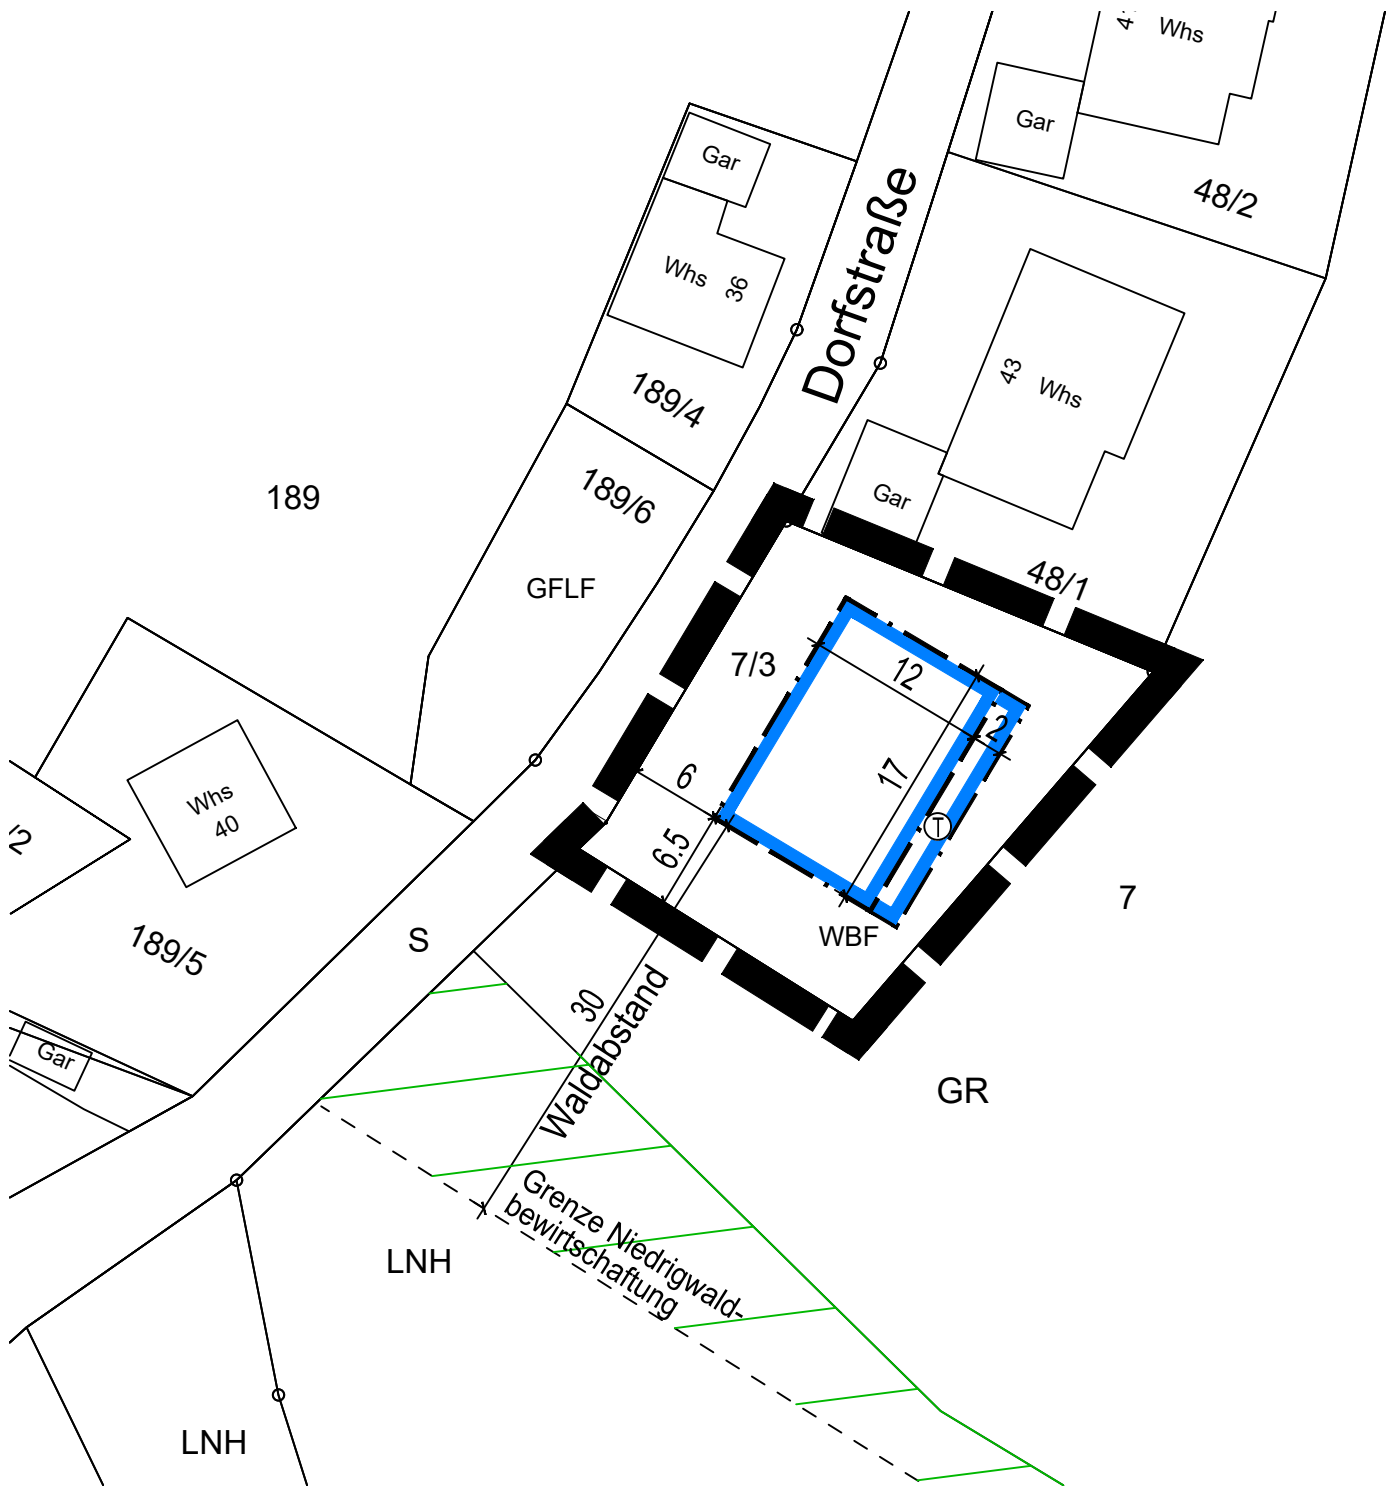 Whs
Gar
48/2
Gar
Whs 36
Dorfstraße
43 Whs
189/4
189
189/6
Gar
GFLF
48/1
7/3
12
2
17
6
6.5
T
Whs
40
/2
7
WBF
189/5
S
30
Waldabstand
Gar
GR
Grenze Niedrigwald-
bewirtschaftung
LNH
LNH